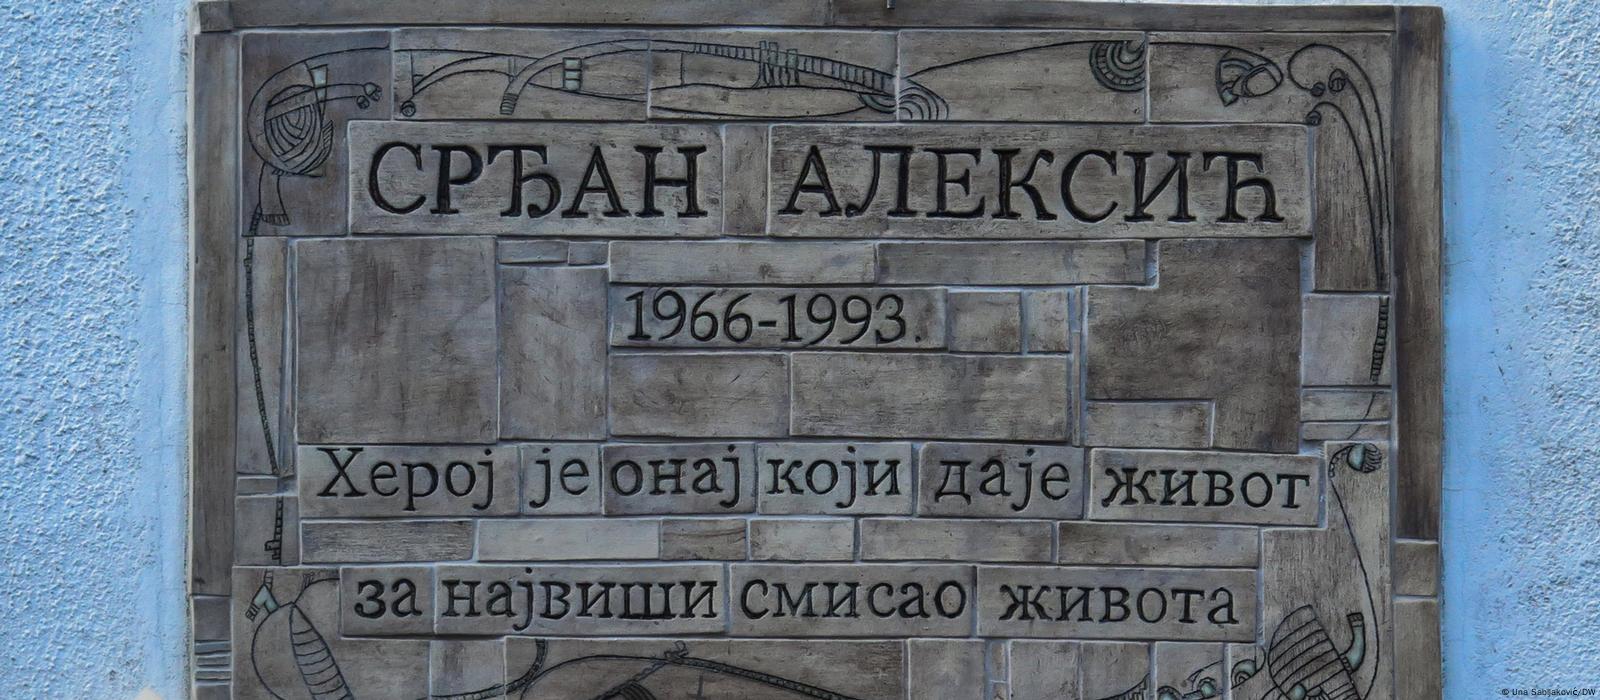 СРЂАН АЛЕКСИЋ
1966-1993.
Херој је онај који даје живот
за највиши смисао живота
© Una Sabljaković/DW